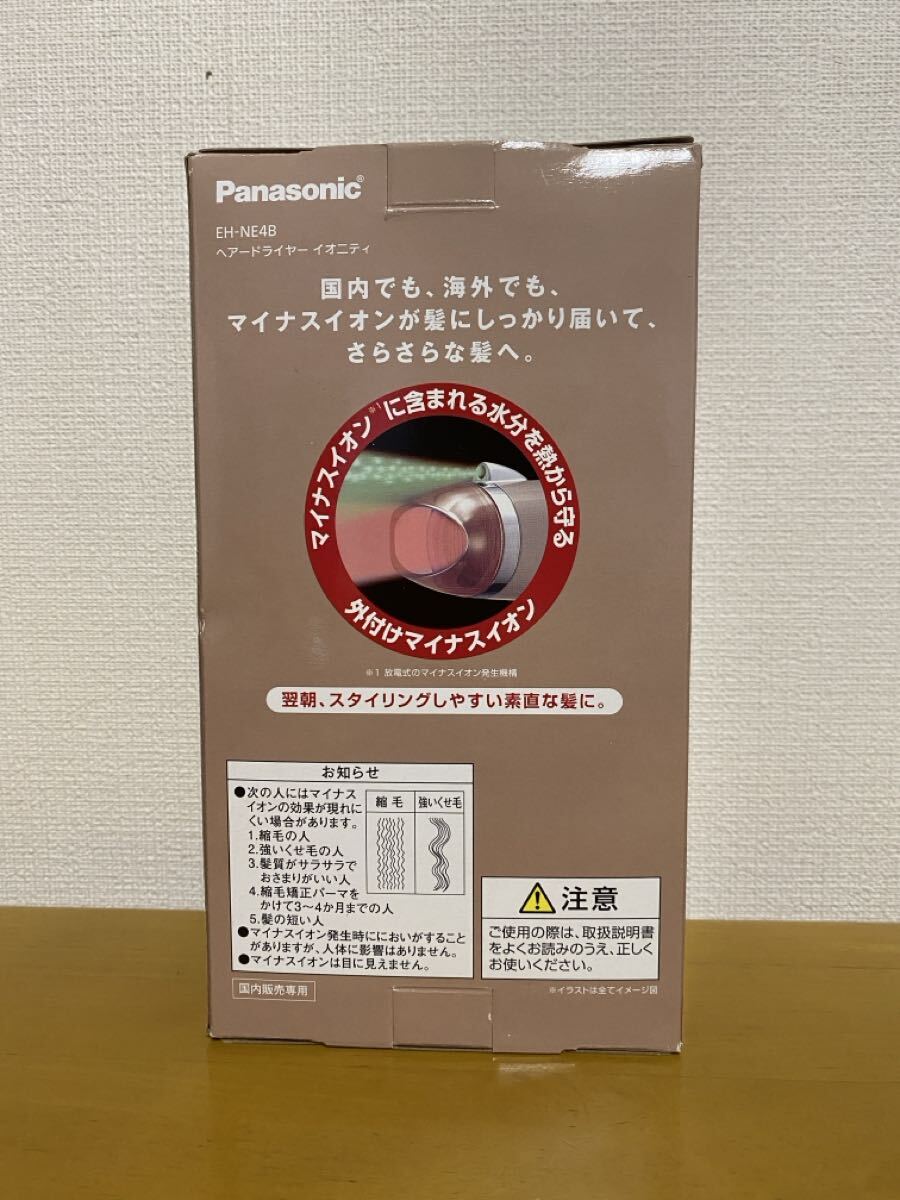 Panasonic®
EH-NE4B
ヘアードライヤー イオニティ
国内でも、海外でも、
マイナスイオンが髪にしっかり届いて、
さらさらな髪へ。
マイナスイオン※1に含まれる水分を熱から守る
外付けマイナスイオン
※1 放電式のマイナスイオン発生機構
翌朝、スタイリングしやすい素直な髪に。
お知らせ
●次の人にはマイナス
イオンの効果が現れに
くい場合があります。
1.縮毛の人
2.強いくせ毛の人
3.髪質がサラサラで
おさまりがいい人
4.縮毛矯正パーマを
かけて3～4か月までの人
5.髪の短い人
●マイナスイオン発生時ににおいがすること
がありますが、人体に影響はありません。
●マイナスイオンは目に見えません。
縮毛
強いくせ毛
注意
ご使用の際は、取扱説明書
をよくお読みのうえ、正しく
お使いください。
国内販売専用
※イラストは全てイメージ図